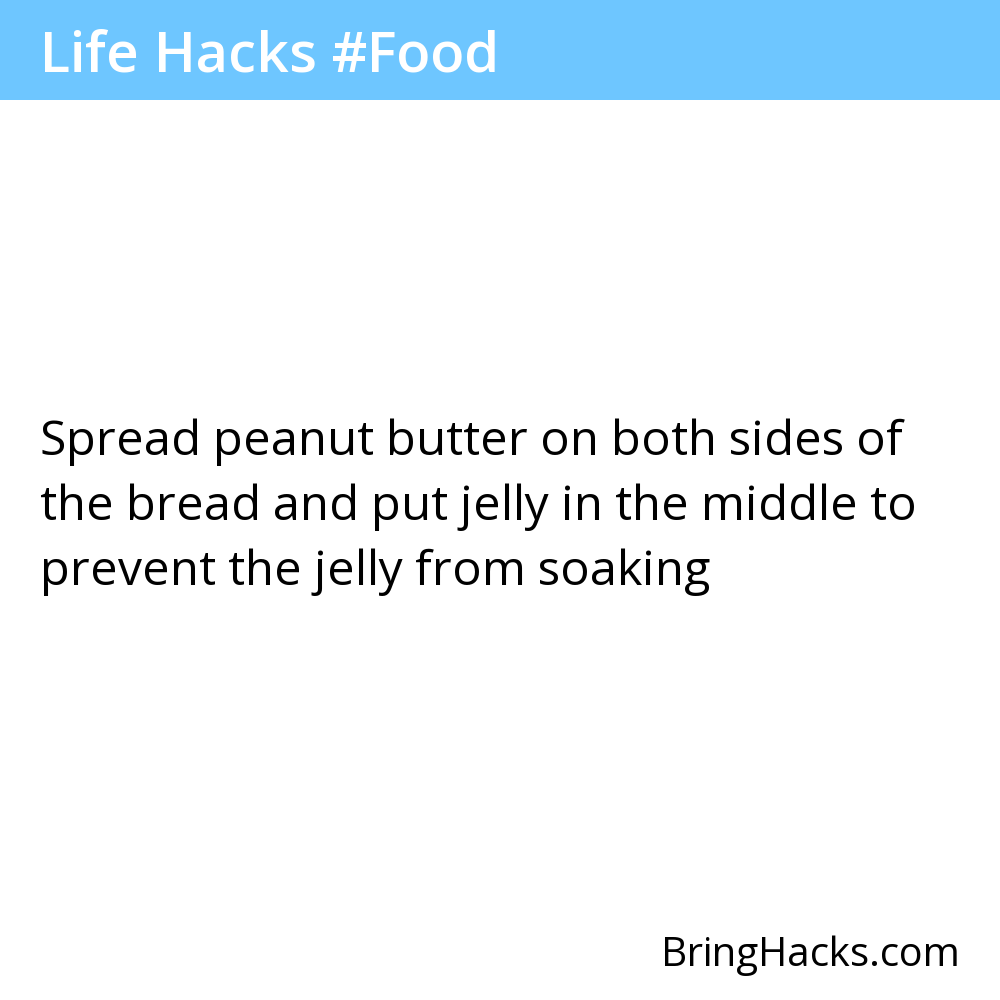 Life Hacks #Food
Spread peanut butter on both sides of
the bread and put jelly in the middle to
prevent the jelly from soaking
BringHacks.com